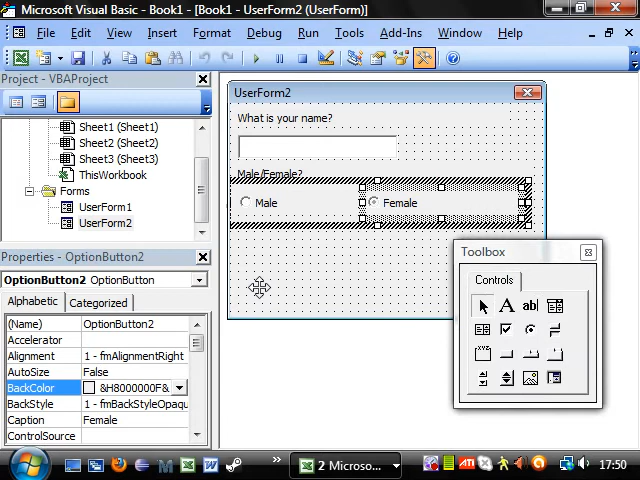 Microsoft Visual Basic - Book1 - [Book1 - UserForm2 (UserForm)]
File Edit View Insert Format Debug Run Tools Add-Ins Window Help
Project - VBAProject
Sheet1 (Sheet1)
Sheet2 (Sheet2)
Sheet3 (Sheet3)
ThisWorkbook
Forms
UserForm1
UserForm2
Properties - OptionButton2
OptionButton2 OptionButton
Alphabetic Categorized
(Name) OptionButton2
Accelerator
Alignment 1 - fmAlignmentRight
AutoSize False
BackColor &H8000000F&
BackStyle 1 - fmBackStyleOpaqu
Caption Female
ControlSource
UserForm2
What is your name?
Male/Female?
Male Female
Toolbox
Controls
A ab
2 Microso...
ATI
17:50